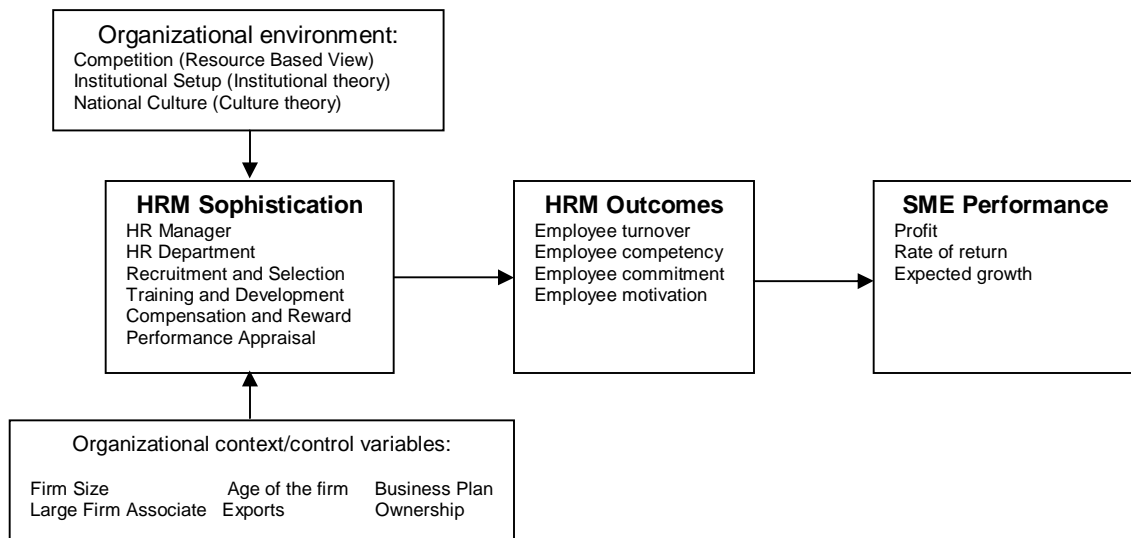 Organizational environment:
Competition (Resource Based View)
Institutional Setup (Institutional theory)
National Culture (Culture theory)
HRM Sophistication
HR Manager
HR Department
Recruitment and Selection
Training and Development
Compensation and Reward
Performance Appraisal
HRM Outcomes
Employee turnover
Employee competency
Employee commitment
Employee motivation
SME Performance
Profit
Rate of return
Expected growth
Organizational context/control variables:
Firm Size Age of the firm Business Plan
Large Firm Associate Exports Ownership